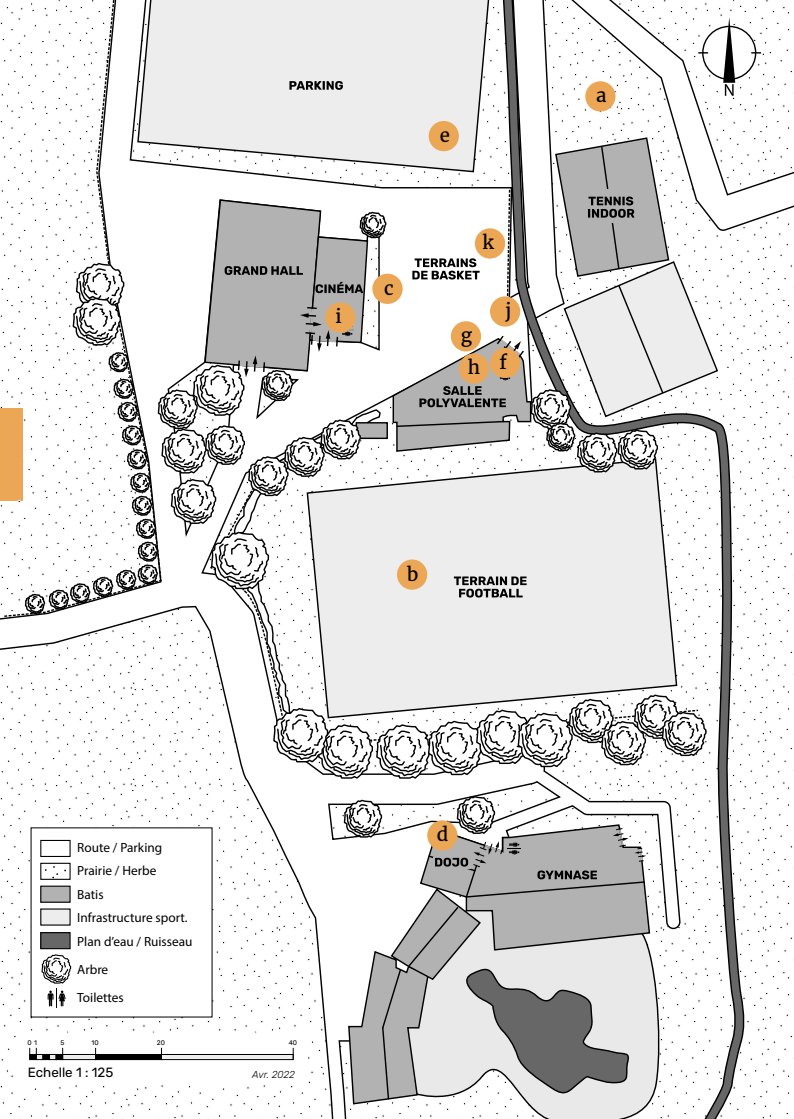 PARKING
N
a
e
TENNIS
INDOOR
k
TERRAINS
DE BASKET
GRAND HALL
CINÉMA
c
i
j
g
h
f
SALLE
POLYVALENTE
b
TERRAIN DE
FOOTBALL
d
DOJO
GYMNASE
Route / Parking
Prairie / Herbe
Batis
Infrastructure sport.
Plan d'eau / Ruisseau
Arbre
Toilettes
0 1 5 10 20 40
Echelle 1 : 125
Avr. 2022